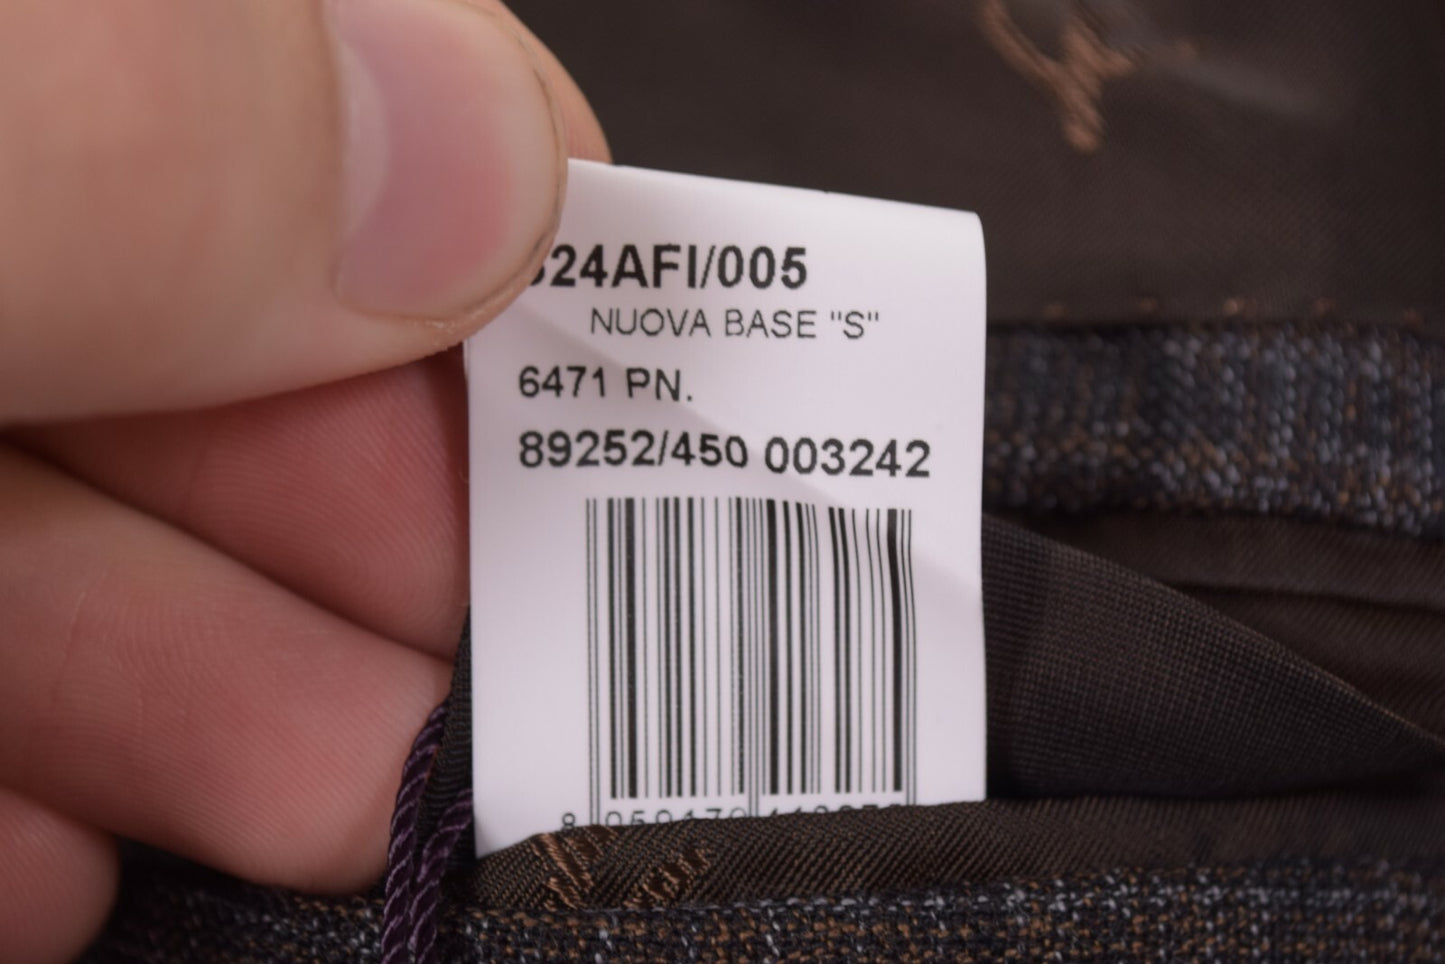 24AFI/005
NUOVA BASE "S"
6471 PN.
89252/450 003242